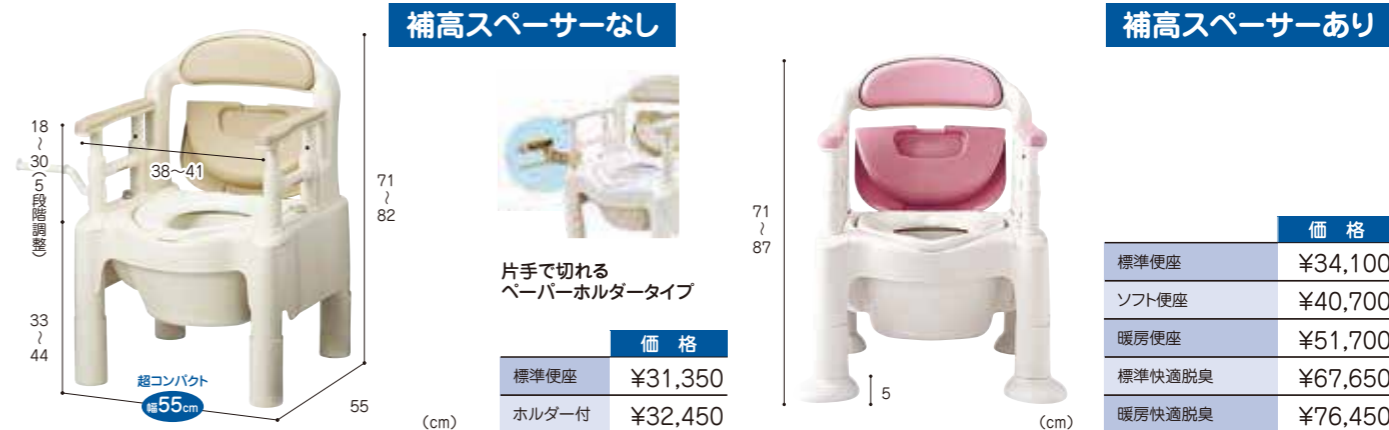 補高スペーサーなし
18〜30(5段階調整)
38〜41
71〜82
33〜44
超コンパクト
幅55cm
55
(cm)
片手で切れる
ペーパーホルダータイプ
価 格
標準便座 ¥31,350
ホルダー付 ¥32,450
補高スペーサーあり
71〜87
5
(cm)
価 格
標準便座 ¥34,100
ソフト便座 ¥40,700
暖房便座 ¥51,700
標準快適脱臭 ¥67,650
暖房快適脱臭 ¥76,450